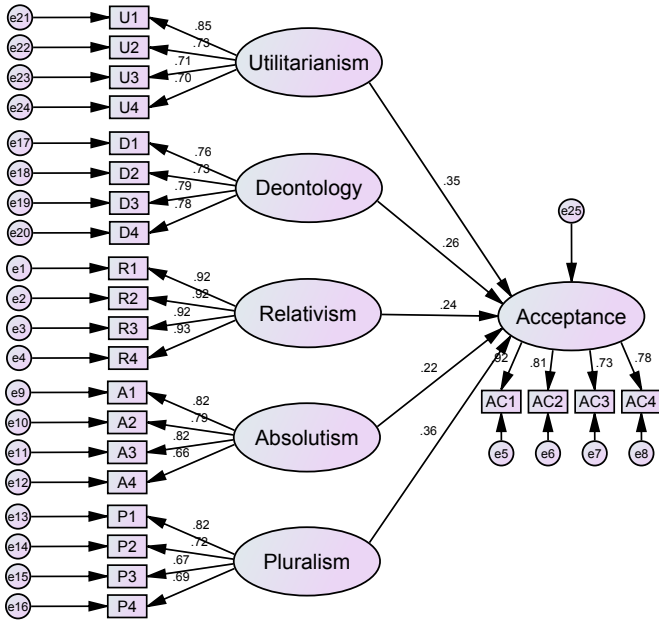 e21 U1 .85
e22 U2 .73
e23 U3 .71
e24 U4 .70
Utilitarianism
e17 D1 .76
e18 D2 .73
e19 D3 .79
e20 D4 .78
Deontology
e1 R1 .92
e2 R2 .92
e3 R3 .92
e4 R4 .93
Relativism
e9 A1 .82
e10 A2 .79
e11 A3 .82
e12 A4 .66
Absolutism
e13 P1 .82
e14 P2 .72
e15 P3 .67
e16 P4 .69
Pluralism
.35
.26
.24
.22
.36
e25
Acceptance
.92 .81 .73 .78
AC1 AC2 AC3 AC4
e5 e6 e7 e8